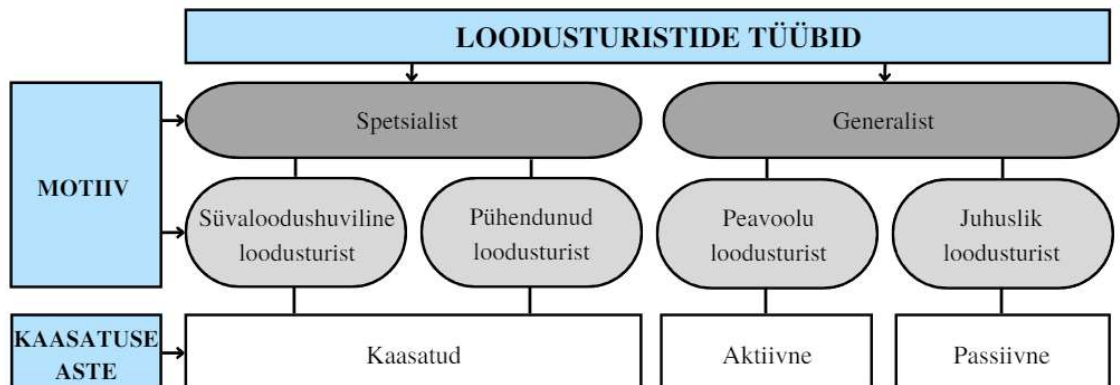 LOODUSTURISTIDE TÜÜBID
Spetsialist
Generalist
MOTIIV
Süvaloodushuviline
loodusturist
Pühendunud
loodusturist
Peavoolu
loodusturist
Juhuslik
loodusturist
KAASATUSE
ASTE
Kaasatud
Aktiivne
Passiivne